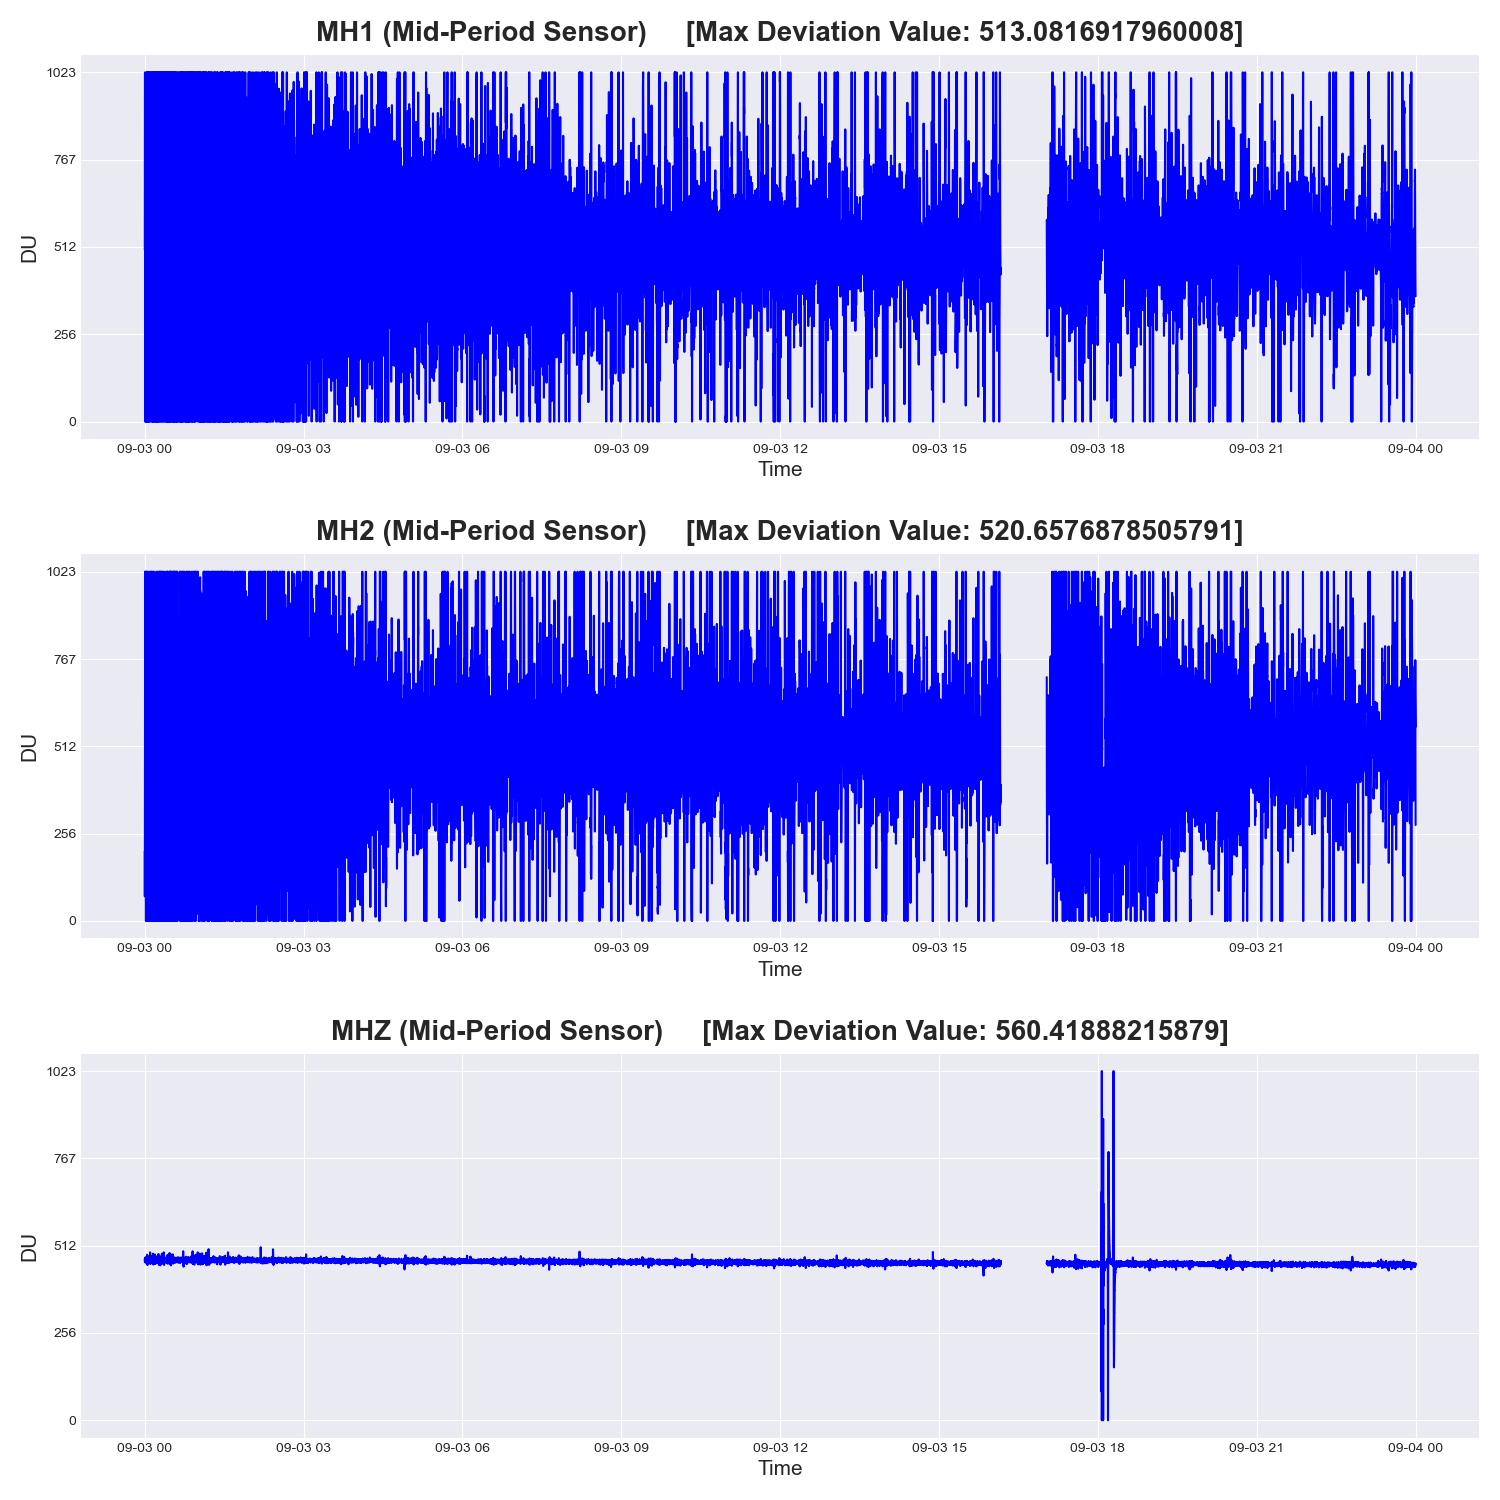 MH1 (Mid-Period Sensor) [Max Deviation Value: 513.0816917960008]
1023
767
512
256
0
DU
09-03 00 09-03 03 09-03 06 09-03 09 09-03 12 09-03 15 09-03 18 09-03 21 09-04 00
Time
MH2 (Mid-Period Sensor) [Max Deviation Value: 520.6576878505791]
1023
767
512
256
0
DU
09-03 00 09-03 03 09-03 06 09-03 09 09-03 12 09-03 15 09-03 18 09-03 21 09-04 00
Time
MHZ (Mid-Period Sensor) [Max Deviation Value: 560.41888215879]
1023
767
512
256
0
DU
09-03 00 09-03 03 09-03 06 09-03 09 09-03 12 09-03 15 09-03 18 09-03 21 09-04 00
Time